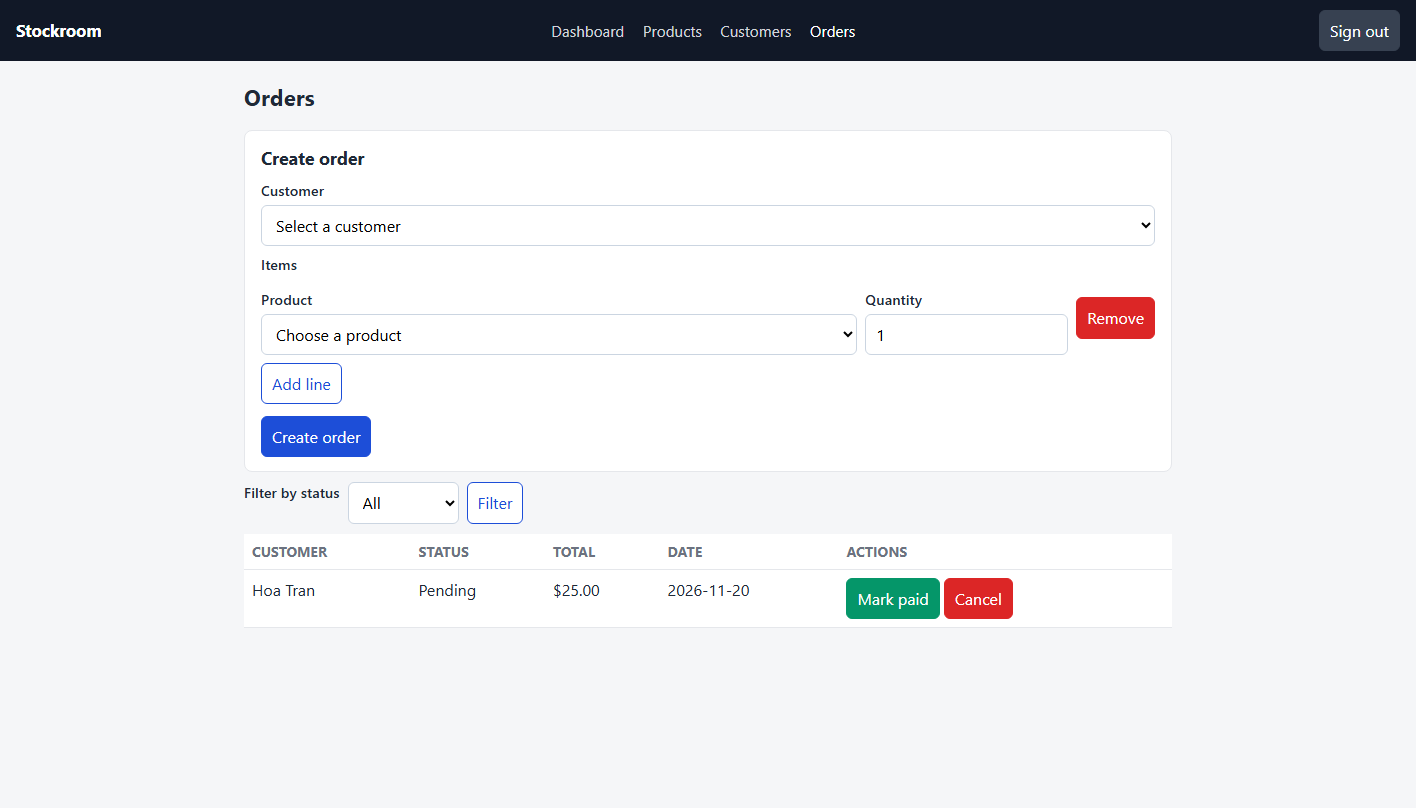 Stockroom Dashboard Products Customers Orders Sign out
Orders
Create order
Customer
Select a customer
Items
Product Quantity
Choose a product 1 Remove
Add line
Create order
Filter by status All Filter
CUSTOMER STATUS TOTAL DATE ACTIONS
Hoa Tran Pending $25.00 2026-11-20 Mark paid Cancel